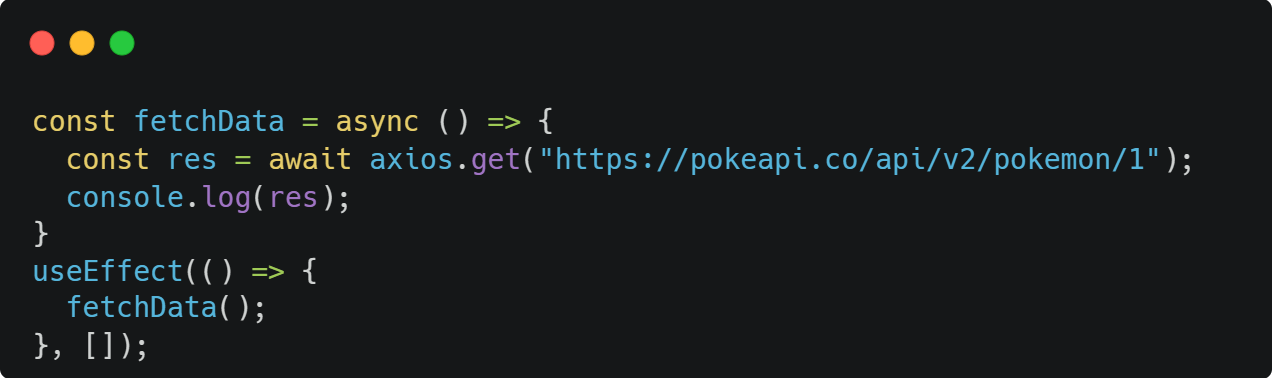 const fetchData = async () => {
  const res = await axios.get("https://pokeapi.co/api/v2/pokemon/1");
  console.log(res);
}
useEffect(() => {
  fetchData();
}, []);